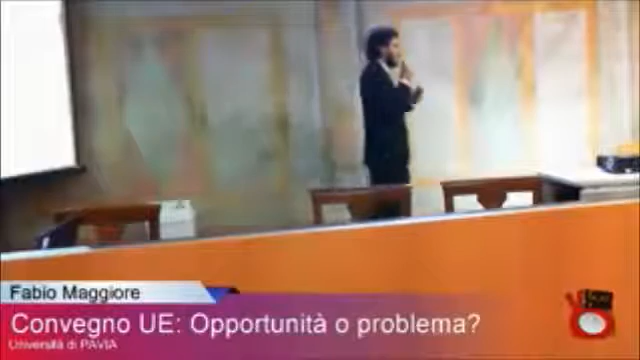 Fabio Maggiore
Convegno UE: Opportunità o problema?
Università di PAVIA